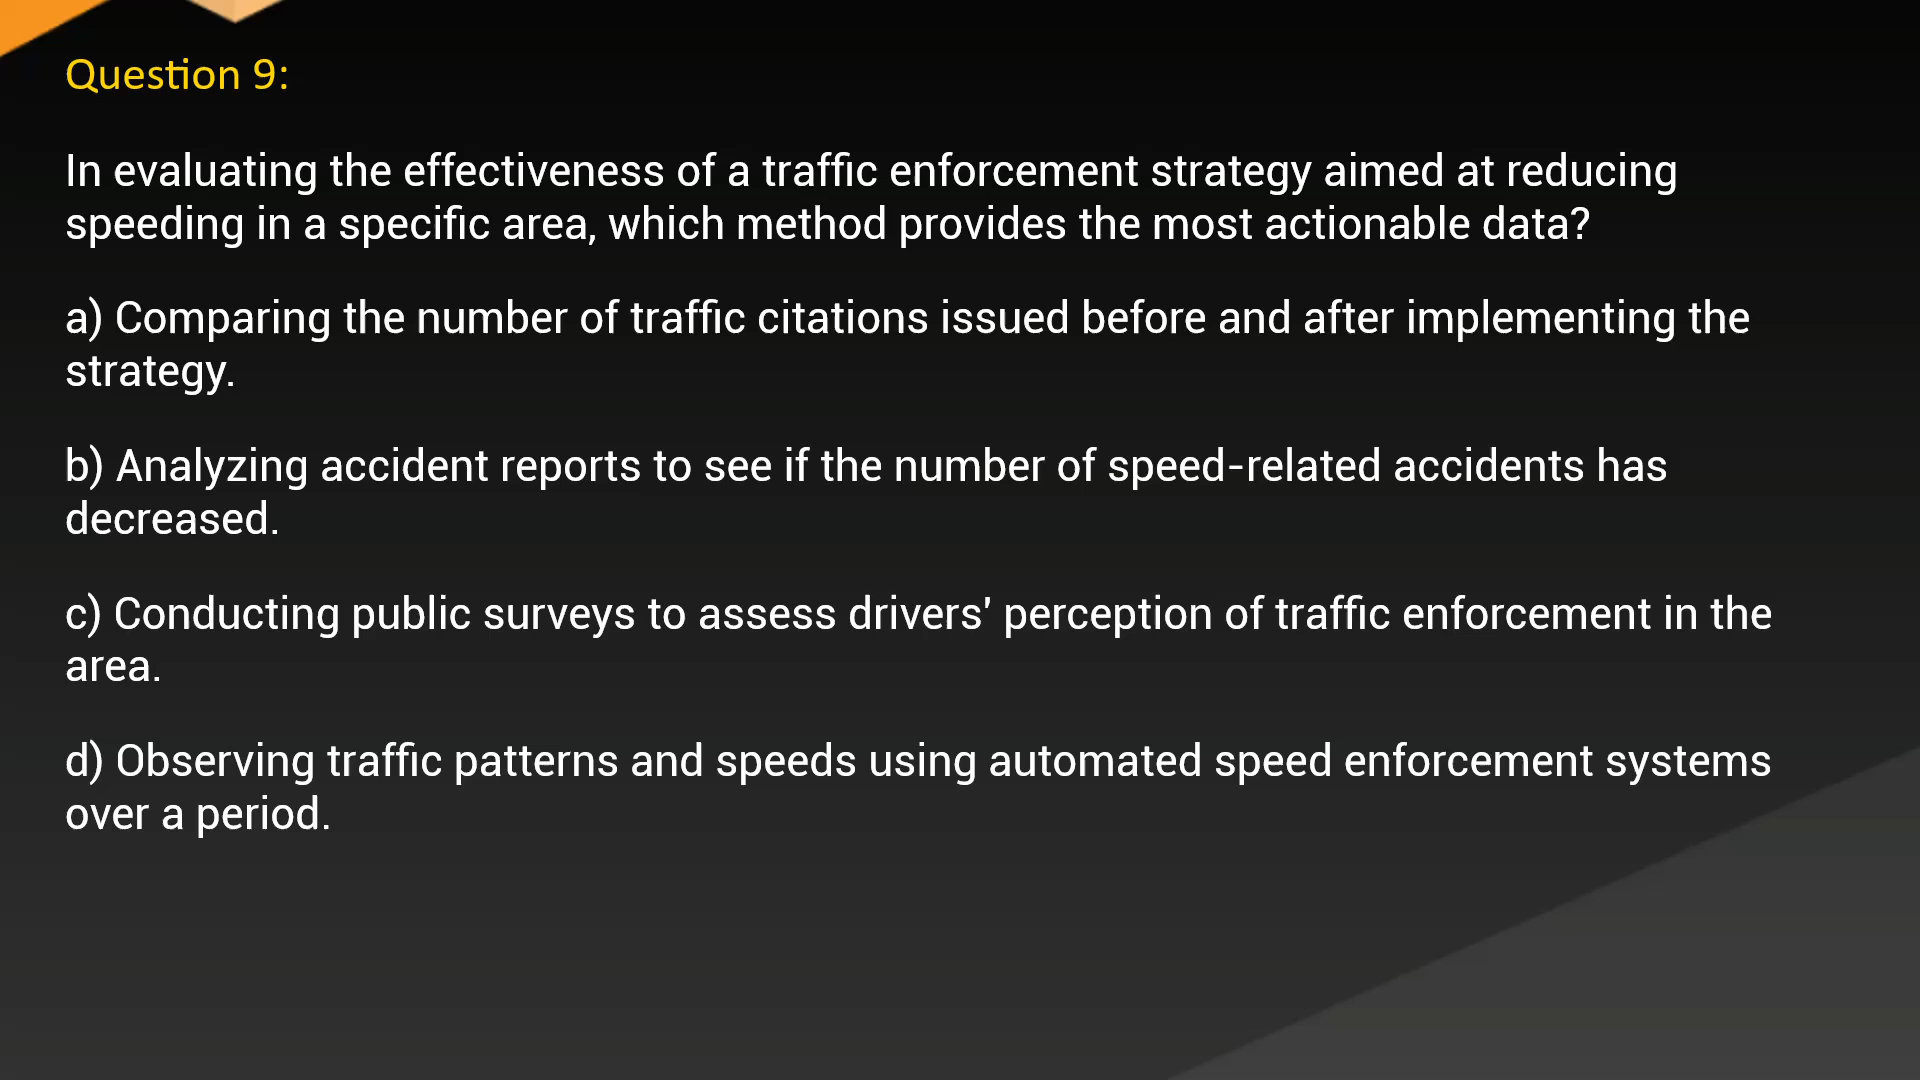 Question 9:
In evaluating the effectiveness of a traffic enforcement strategy aimed at reducing
speeding in a specific area, which method provides the most actionable data?
a) Comparing the number of traffic citations issued before and after implementing the
strategy.
b) Analyzing accident reports to see if the number of speed-related accidents has
decreased.
c) Conducting public surveys to assess drivers' perception of traffic enforcement in the
area.
d) Observing traffic patterns and speeds using automated speed enforcement systems
over a period.